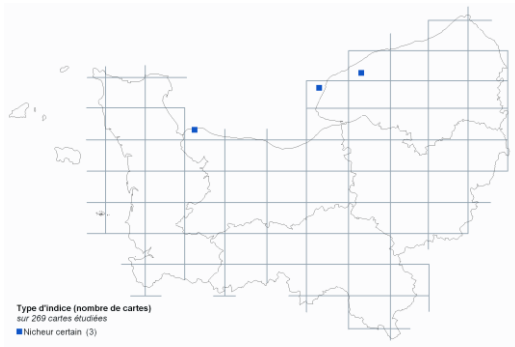 Type d'indice (nombre de cartes)
sur 269 cartes étudiées
Nicheur certain (3)